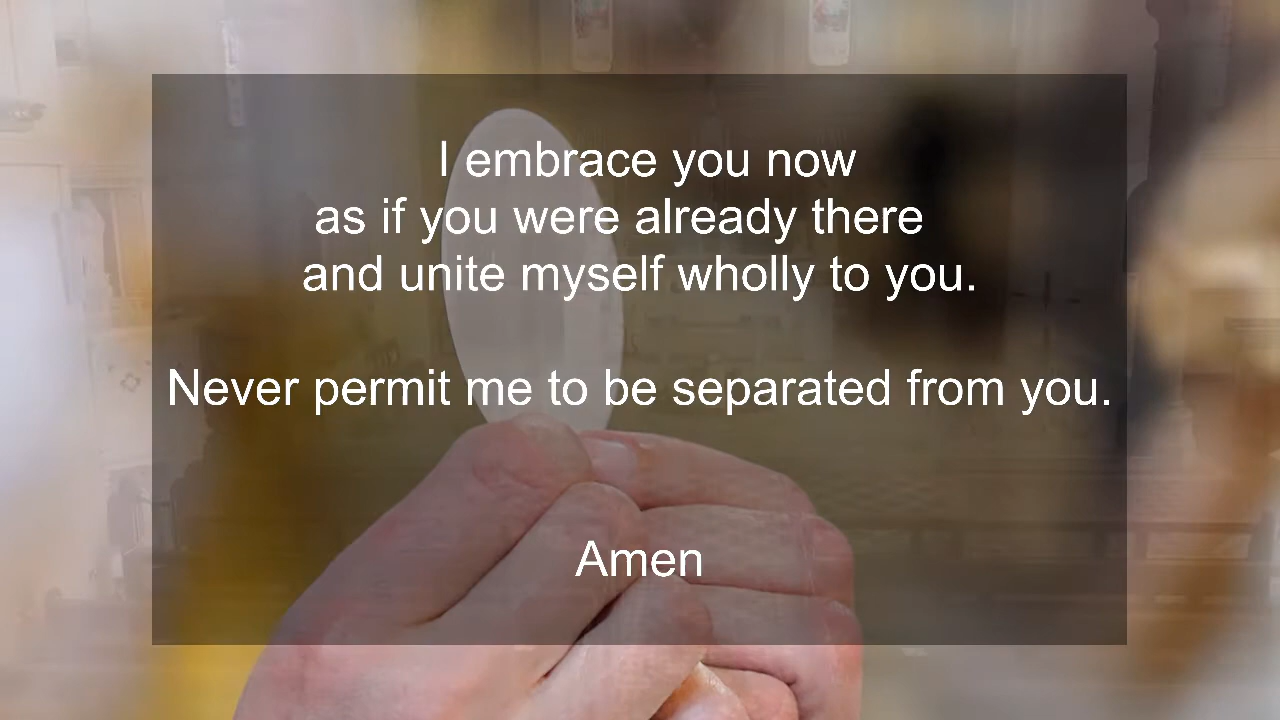 I embrace you now
as if you were already there
and unite myself wholly to you.
Never permit me to be separated from you.
Amen